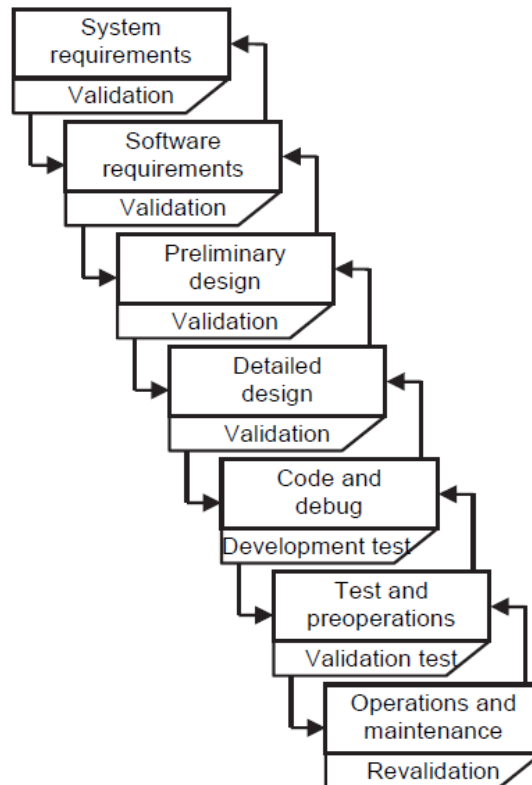 System
requirements
Validation
Software
requirements
Validation
Preliminary
design
Validation
Detailed
design
Validation
Code and
debug
Development test
Test and
preoperations
Validation test
Operations and
maintenance
Revalidation